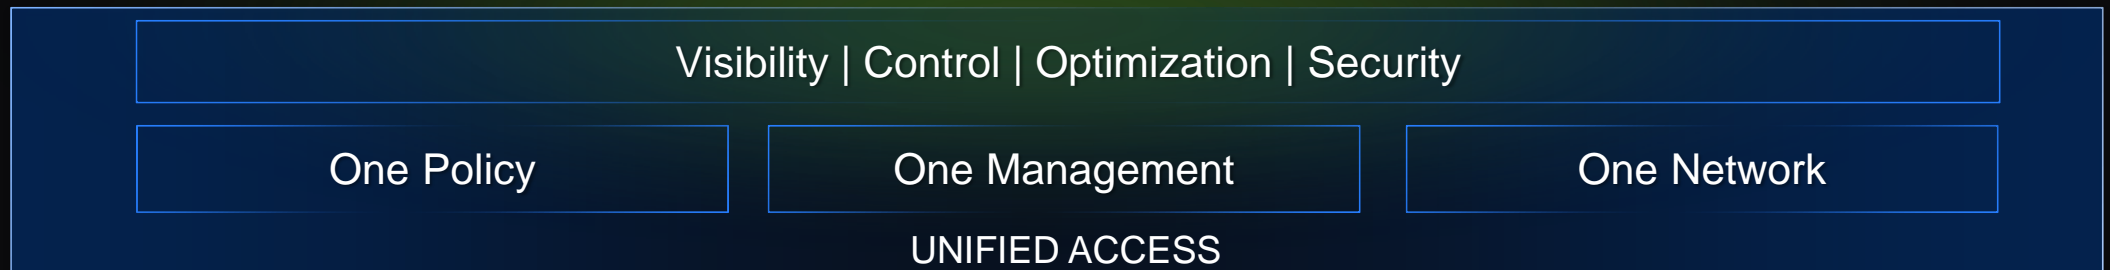 Visibility | Control | Optimization | Security
One Policy
One Management
One Network
UNIFIED ACCESS